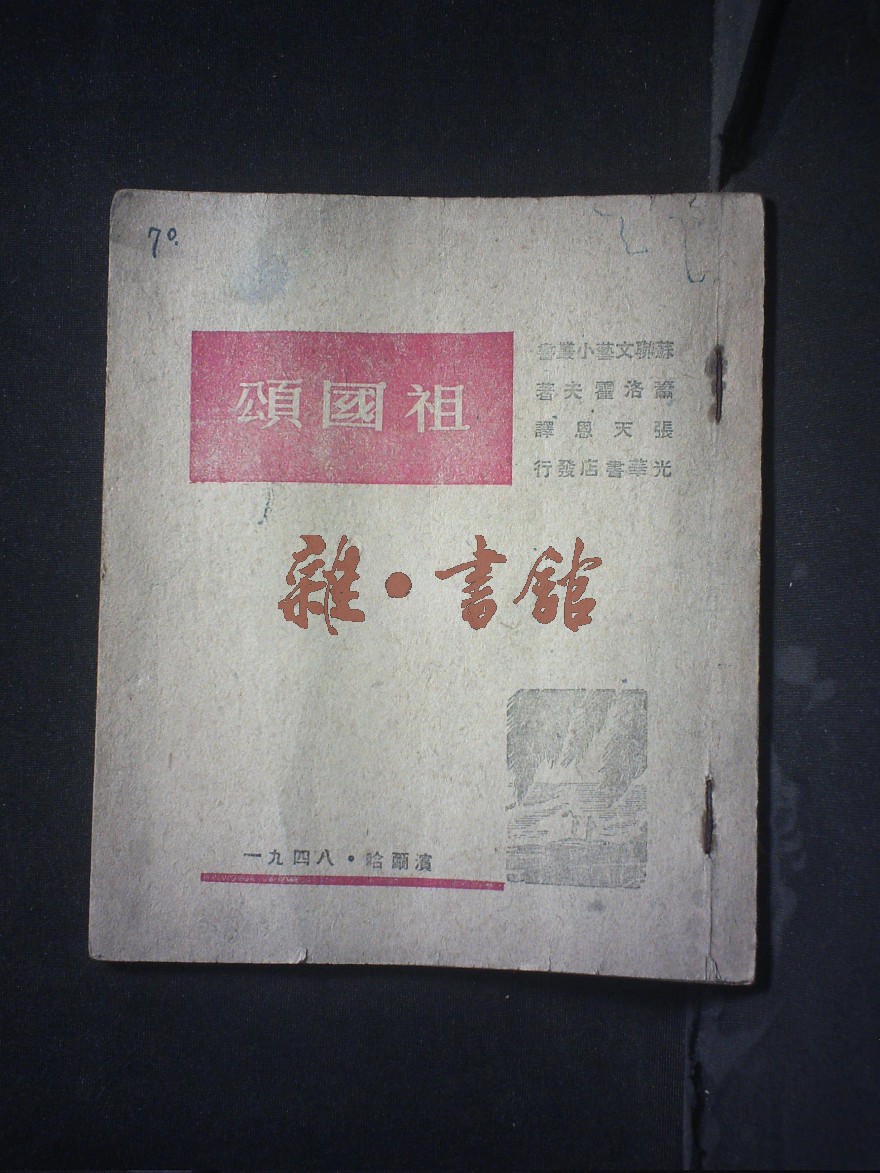 70.
蘇聯文藝小叢書
蕭洛霍夫著
張天恩譯
光華書店發行
祖國頌
雜•書館
一九四八•哈爾濱